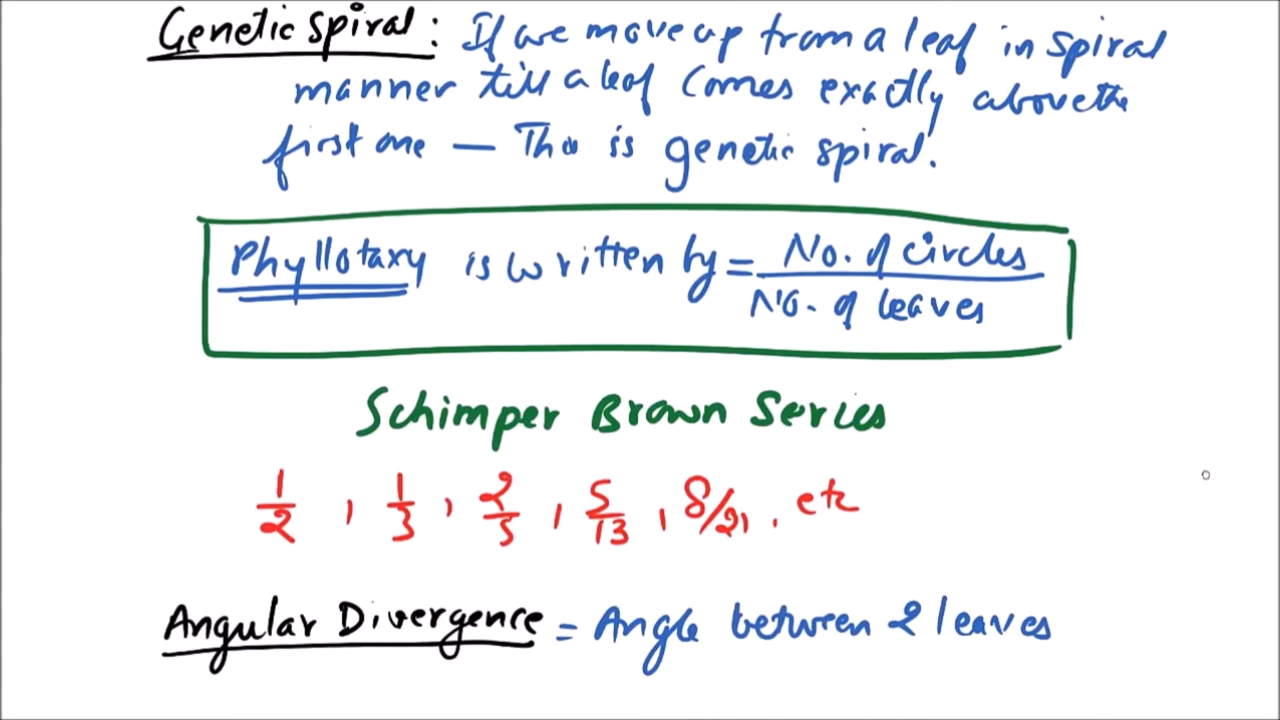 Genetic Spiral: If we move up from a leaf in spiral
manner till a leaf comes exactly above the
first one — This is genetic spiral.
Phyllotaxy is written by = No. of circles / No. of leaves
Schimper Brown Series
1/2, 1/3, 2/5, 5/13, 8/21, etc
Angular Divergence = Angle between 2 leaves